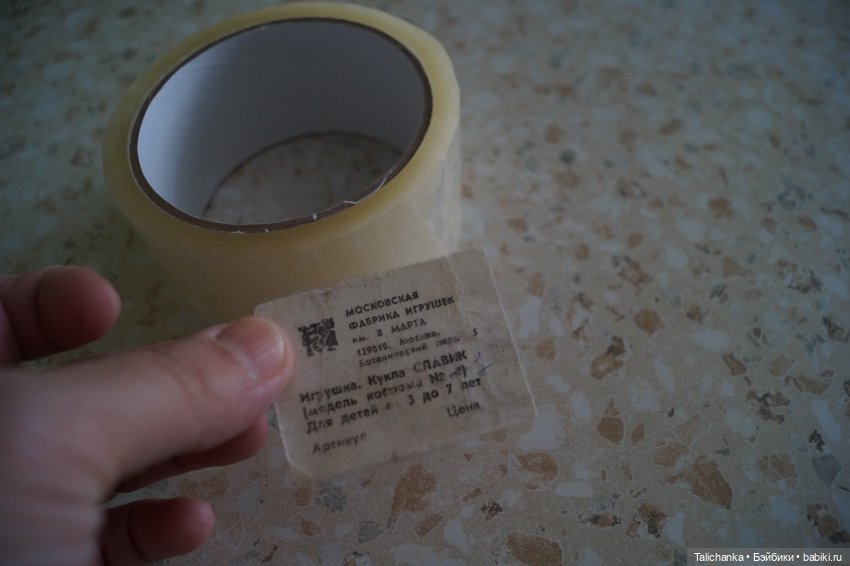 МОСКОВСКАЯ
ФАБРИКА ИГРУШЕК
им. 8 МАРТА
129010, Москва,
Ботанический пер. 5
Игрушка. Кукла СЛАВИК
(модель костюма №
Для детей от 3 до 7 лет
Артикул Цена
Talichanka • Бэйбики • babiki.ru